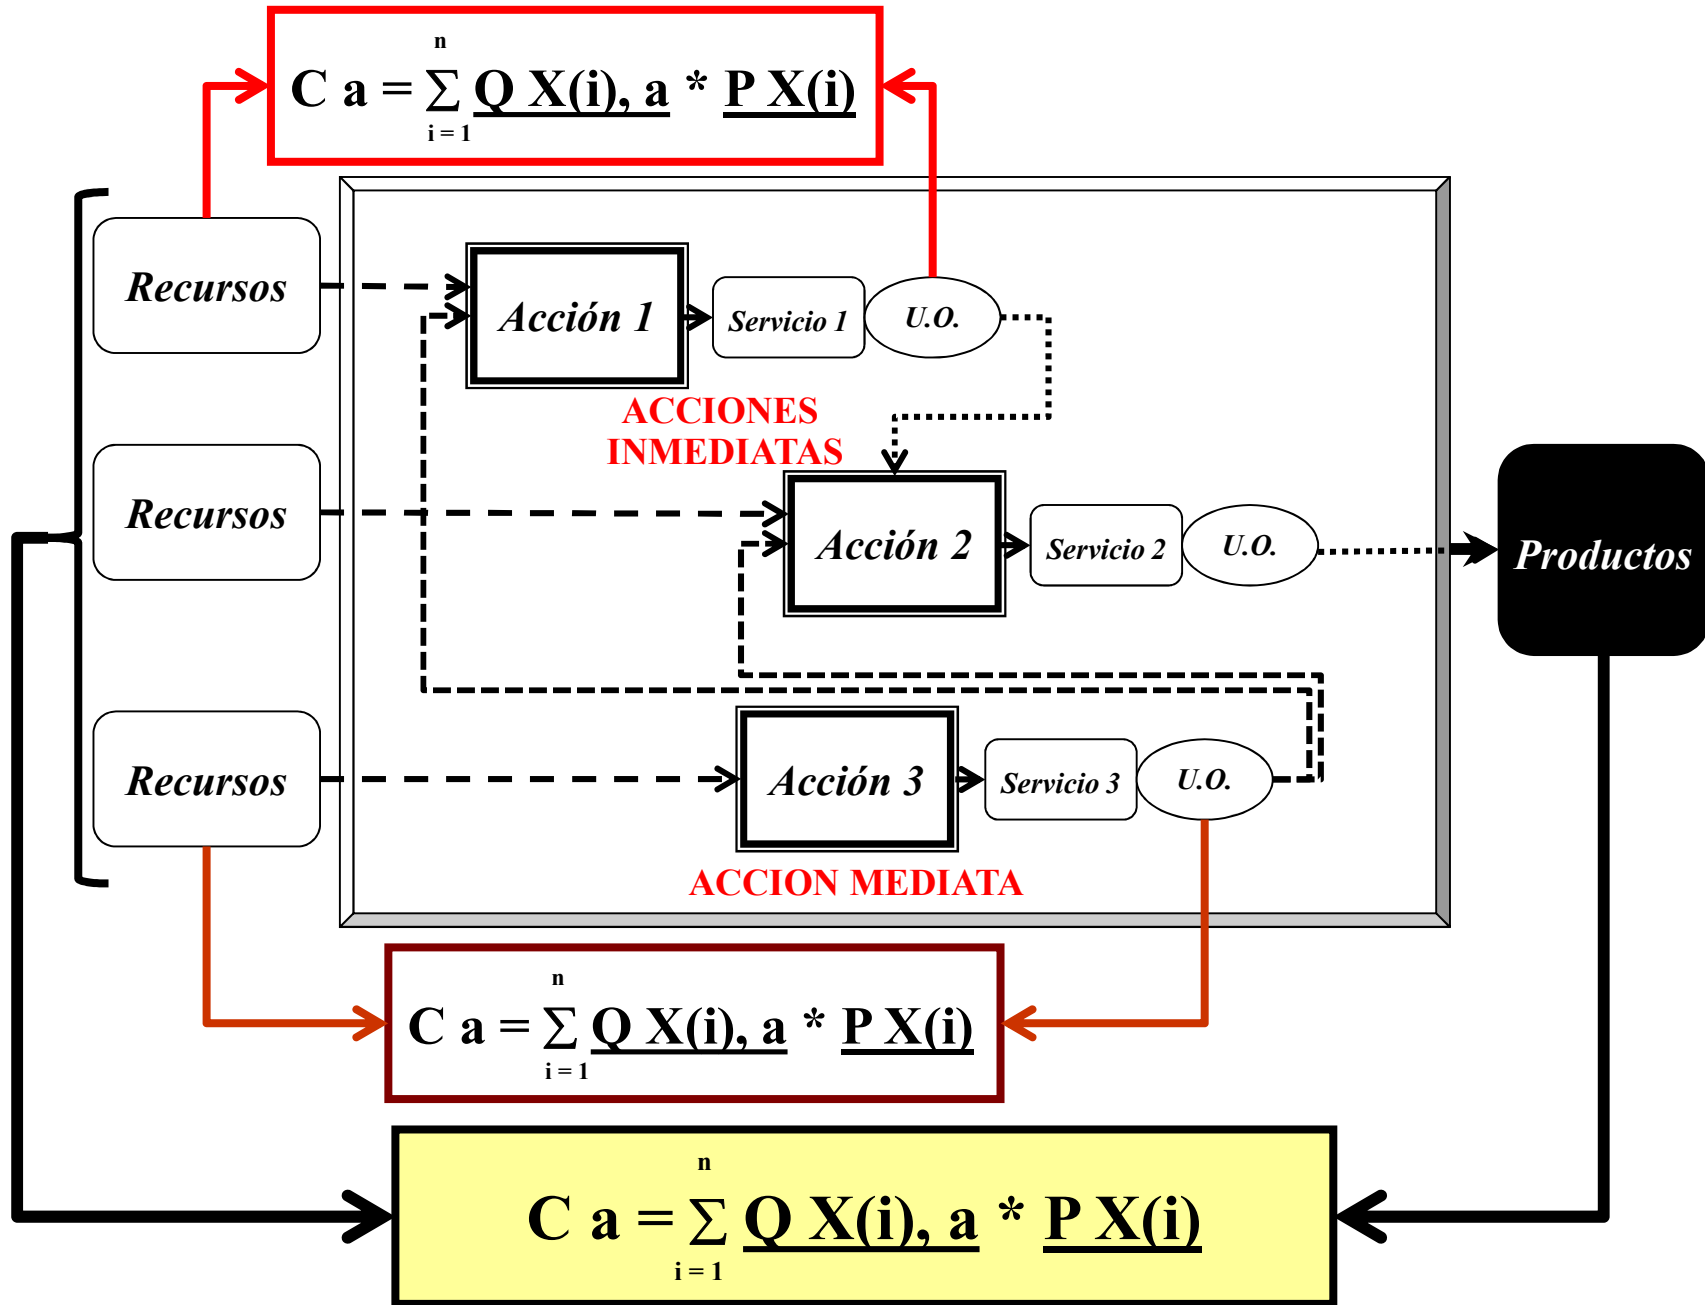 n
C a = Σ Q X(i), a * P X(i)
i = 1
Recursos
Acción 1
Servicio 1
U.O.
ACCIONES
INMEDIATAS
Recursos
Acción 2
Servicio 2
U.O.
Productos
Recursos
Acción 3
Servicio 3
U.O.
ACCION MEDIATA
n
C a = Σ Q X(i), a * P X(i)
i = 1
n
C a = Σ Q X(i), a * P X(i)
i = 1